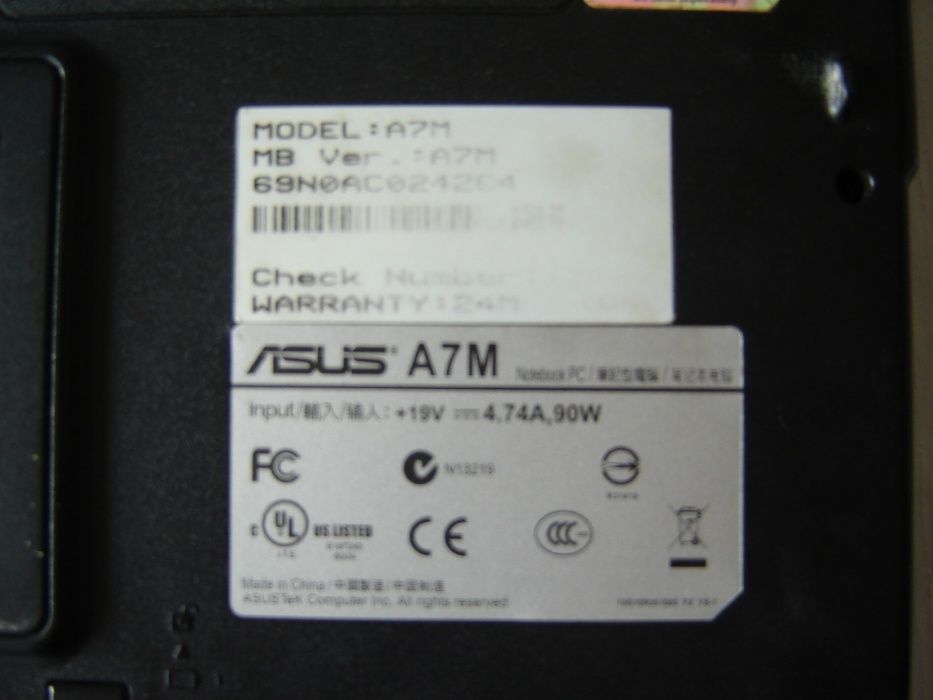 MODEL:A7M
MB Ver.:A7M
69N0AC0242E4
Check Number
WARRANTY:24M
ASUS® A7M Notebook PC / 筆記型電腦 / 笔记本电脑
Input/輸入/输入: +19V ⎓ 4.74A,90W
FC N13219
C UL US LISTED
I.T.E.
CE CCC
Made in China / 中國製造 / 中国制造
ASUSTeK Computer Inc. All rights reserved